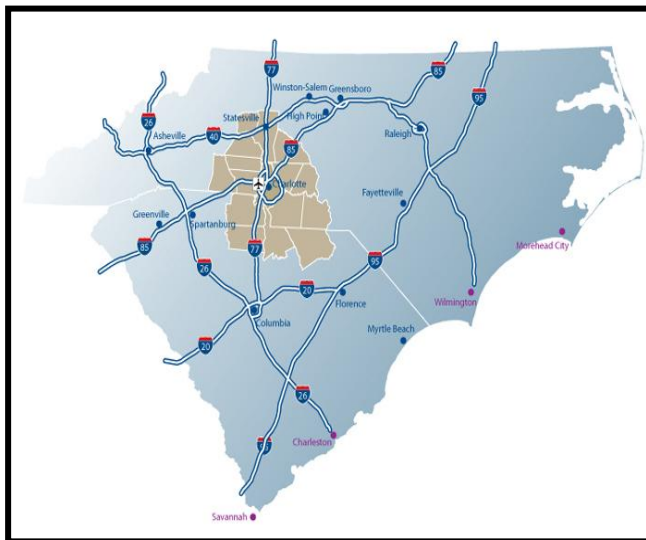 77
85
95
Winston-Salem
Greensboro
26
Statesville
High Point
Asheville
40
85
Raleigh
Charlotte
Fayetteville
Greenville
Spartanburg
85
77
95
Morehead City
26
20
Wilmington
Florence
Columbia
Myrtle Beach
20
26
Charleston
95
Savannah